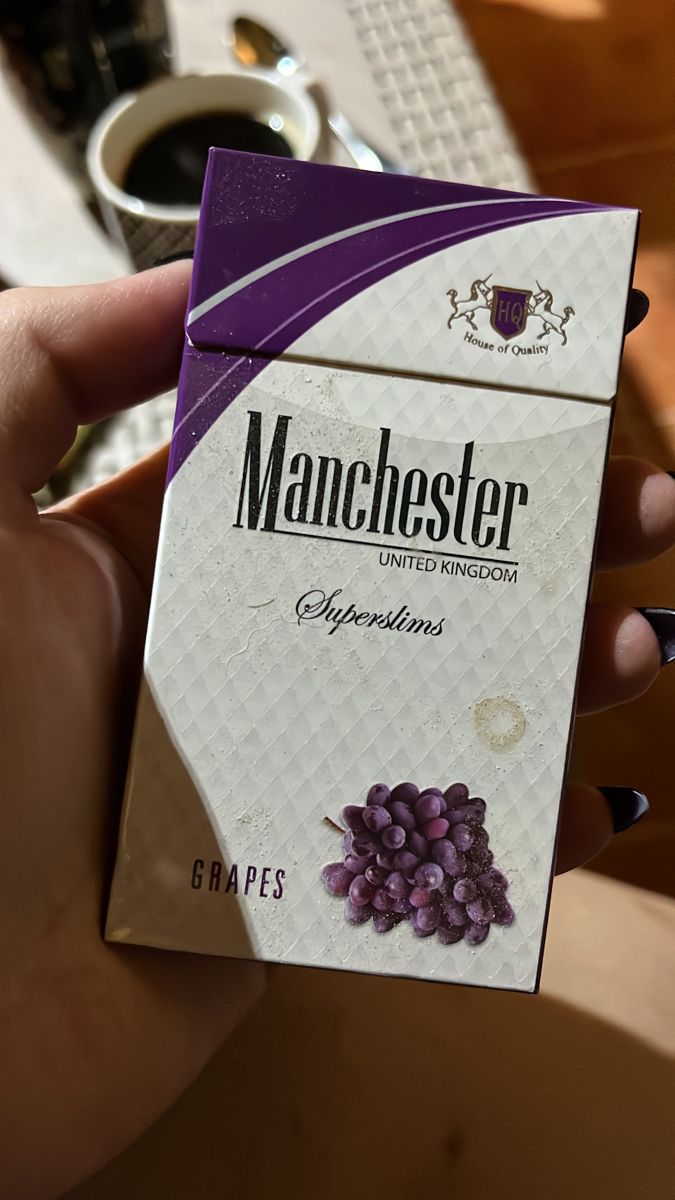 HQ
House of Quality
Manchester
UNITED KINGDOM
Superslims
GRAPES